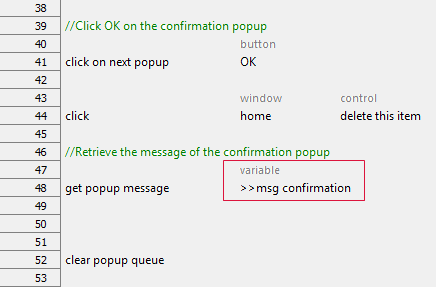 38
39 //Click OK on the confirmation popup
40 button
41 click on next popup OK
42
43 window control
44 click home delete this item
45
46 //Retrieve the message of the confirmation popup
47 variable
48 get popup message >>msg confirmation
49
50
51
52 clear popup queue
53